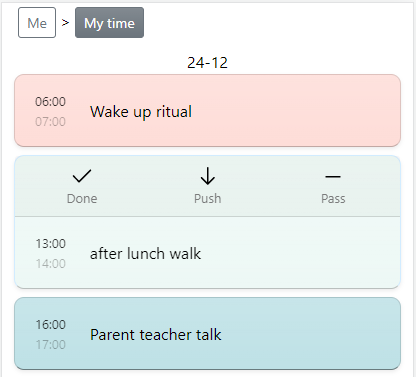 Me > My time
24-12
06:00
07:00
Wake up ritual
Done Push Pass
13:00
14:00
after lunch walk
16:00
17:00
Parent teacher talk